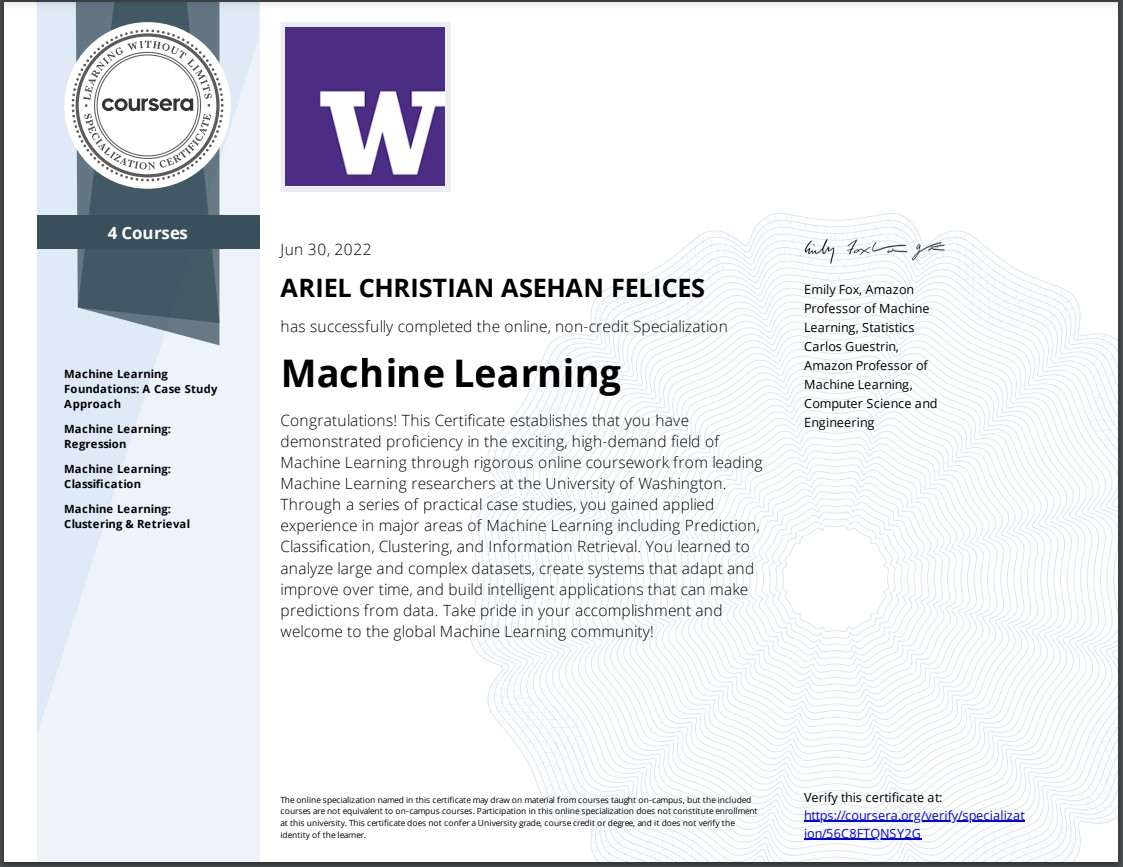 LEARNING WITHOUT LIMITS
coursera
SPECIALIZATION CERTIFICATE
4 Courses
Machine Learning
Foundations: A Case Study
Approach
Machine Learning:
Regression
Machine Learning:
Classification
Machine Learning:
Clustering & Retrieval
W
Jun 30, 2022
ARIEL CHRISTIAN ASEHAN FELICES
has successfully completed the online, non-credit Specialization
Machine Learning
Congratulations! This Certificate establishes that you have
demonstrated proficiency in the exciting, high-demand field of
Machine Learning through rigorous online coursework from leading
Machine Learning researchers at the University of Washington.
Through a series of practical case studies, you gained applied
experience in major areas of Machine Learning including Prediction,
Classification, Clustering, and Information Retrieval. You learned to
analyze large and complex datasets, create systems that adapt and
improve over time, and build intelligent applications that can make
predictions from data. Take pride in your accomplishment and
welcome to the global Machine Learning community!
Emily Fox, Amazon
Professor of Machine
Learning, Statistics
Carlos Guestrin,
Amazon Professor of
Machine Learning,
Computer Science and
Engineering
The online specialization named in this certificate may draw on material from courses taught on-campus, but the included
courses are not equivalent to on-campus courses. Participation in this online specialization does not constitute enrollment
at this university. This certificate does not confer a University grade, course credit or degree, and it does not verify the
identity of the learner.
Verify this certificate at:
https://coursera.org/verify/specializat
ion/56C8FTQNSY2G